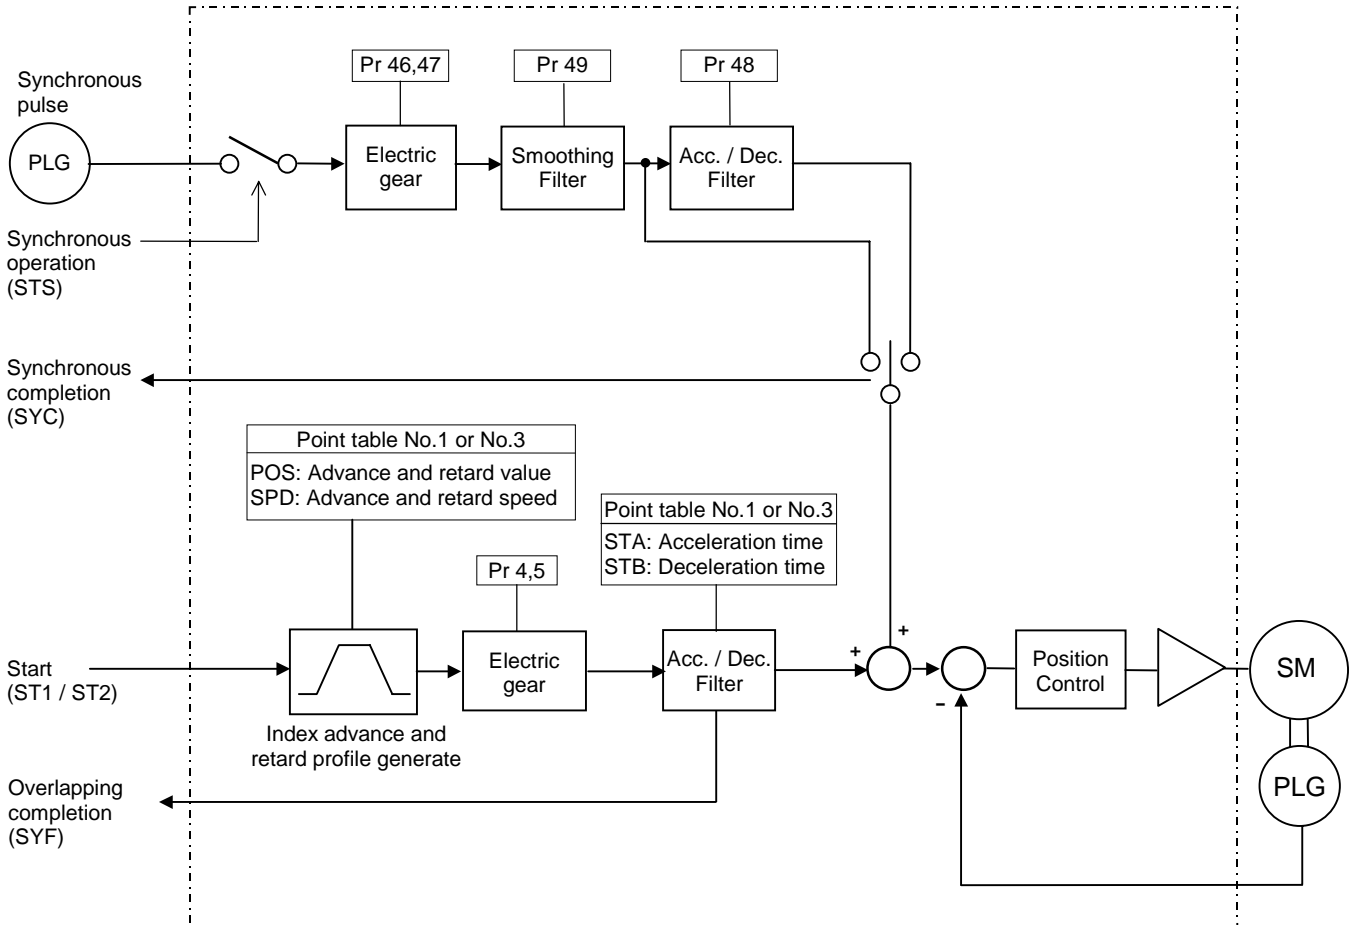 Pr 46,47
Pr 49
Pr 48
Synchronous
pulse
PLG
Electric
gear
Smoothing
Filter
Acc. / Dec.
Filter
Synchronous
operation
(STS)
Synchronous
completion
(SYC)
Point table No.1 or No.3
POS: Advance and retard value
SPD: Advance and retard speed
Point table No.1 or No.3
STA: Acceleration time
STB: Deceleration time
Pr 4,5
Start
(ST1 / ST2)
Index advance and
retard profile generate
Electric
gear
Acc. / Dec.
Filter
+
+
-
Position
Control
SM
PLG
Overlapping
completion
(SYF)